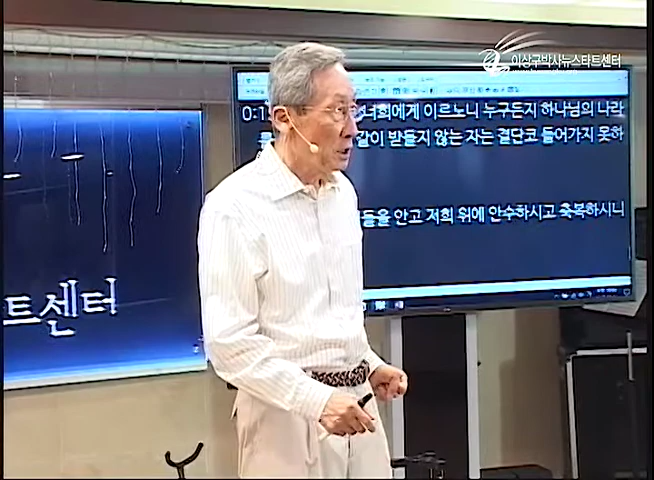 이상구박사뉴스타트센터
너희에게 이르노니 누구든지 하나님의 나라
같이 받들지 않는 자는 결단코 들어가지 못하
들을 안고 저희 위에 안수하시고 축복하시니
트센터